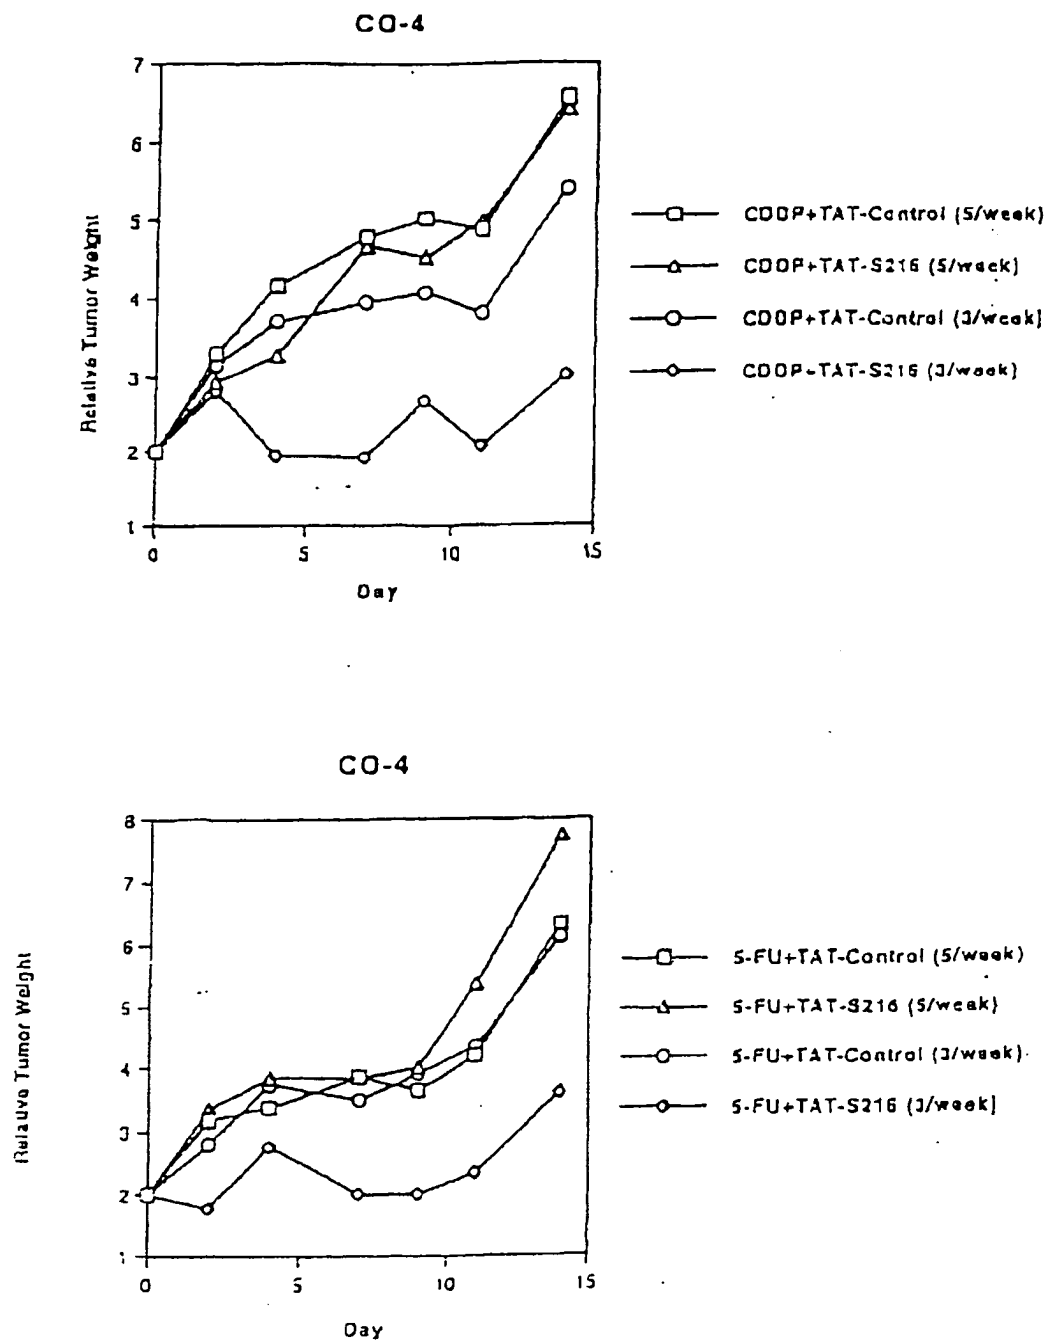 CO-4
7
6
5
4
3
2
1
Relative Tumor Weight
0 5 10 15
Day
CDDP+TAT-Control (5/week)
CDDP+TAT-S216 (5/week)
CDDP+TAT-Control (3/week)
CDDP+TAT-S216 (3/week)
CO-4
8
7
6
5
4
3
2
1
Relative Tumor Weight
0 5 10 15
Day
5-FU+TAT-Control (5/week)
5-FU+TAT-S216 (5/week)
5-FU+TAT-Control (3/week)
5-FU+TAT-S216 (3/week)